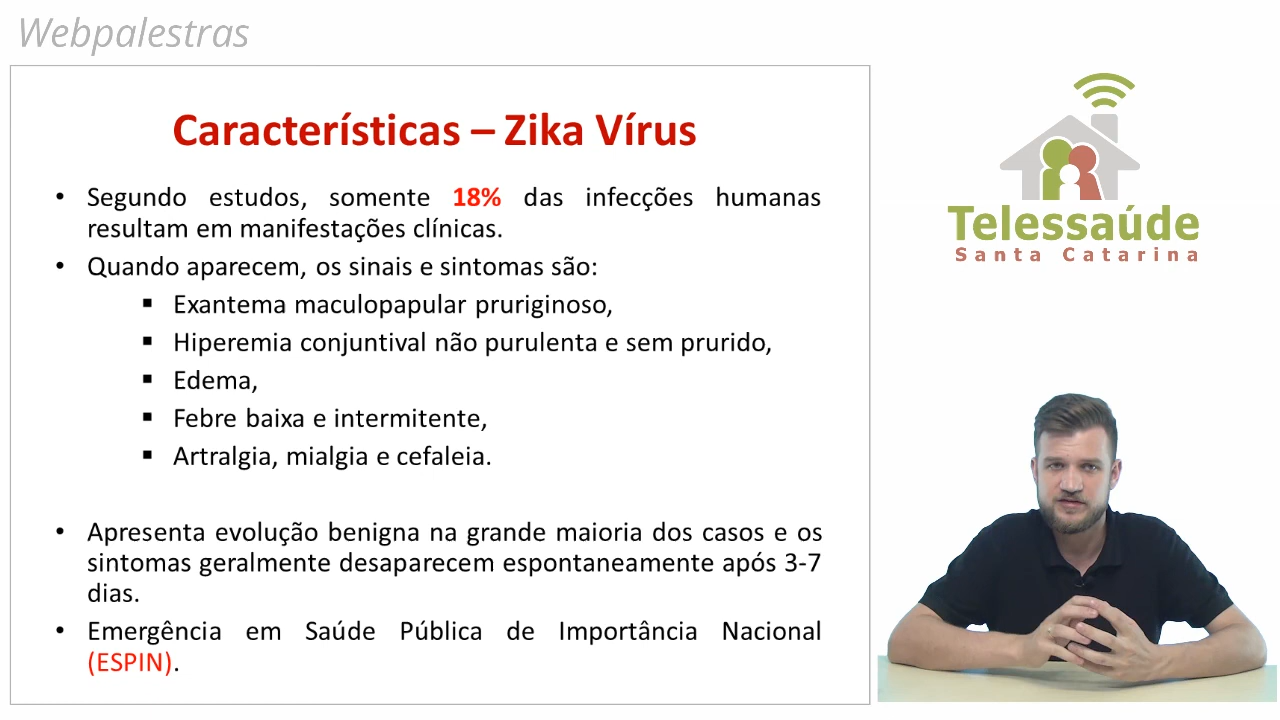 Webpalestras
Características – Zika Vírus
• Segundo estudos, somente 18% das infecções humanas
resultam em manifestações clínicas.
• Quando aparecem, os sinais e sintomas são:
▪ Exantema maculopapular pruriginoso,
▪ Hiperemia conjuntival não purulenta e sem prurido,
▪ Edema,
▪ Febre baixa e intermitente,
▪ Artralgia, mialgia e cefaleia.
• Apresenta evolução benigna na grande maioria dos casos e os
sintomas geralmente desaparecem espontaneamente após 3-7
dias.
• Emergência em Saúde Pública de Importância Nacional
(ESPIN).
Telessaúde
Santa Catarina